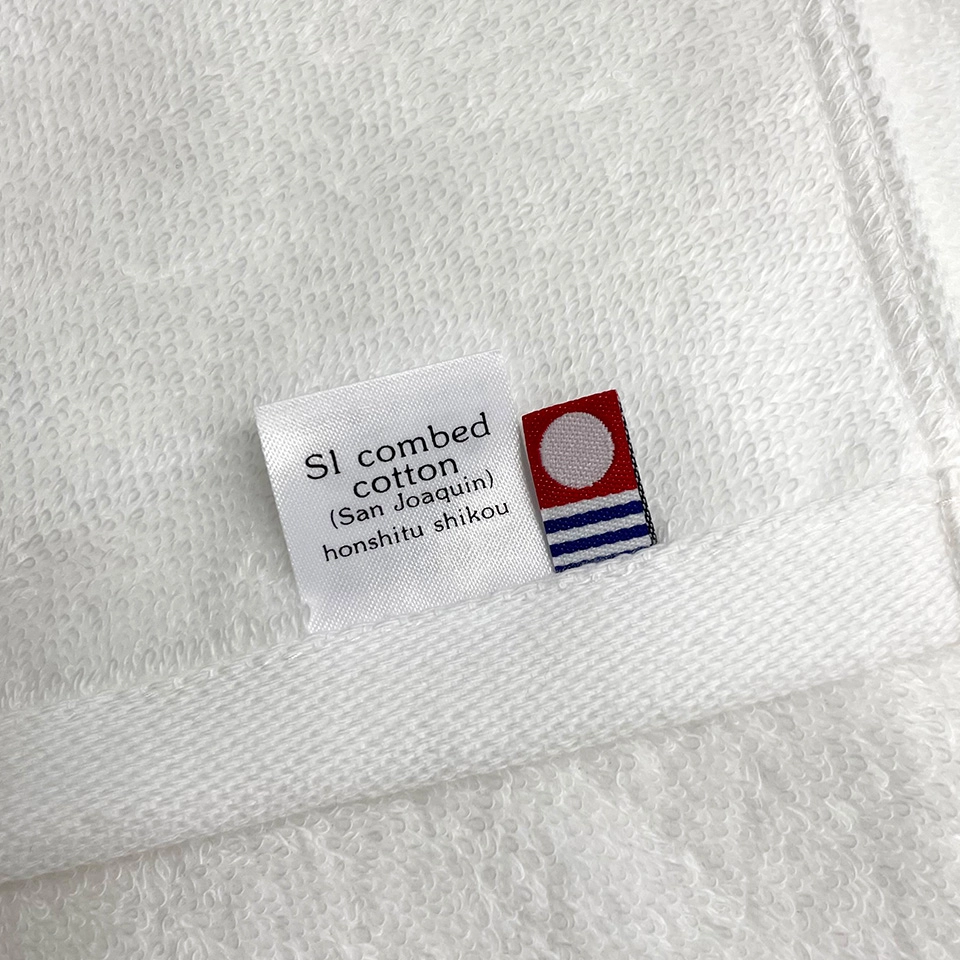 SI combed
cotton
(San Joaquin)
honshitu shikou